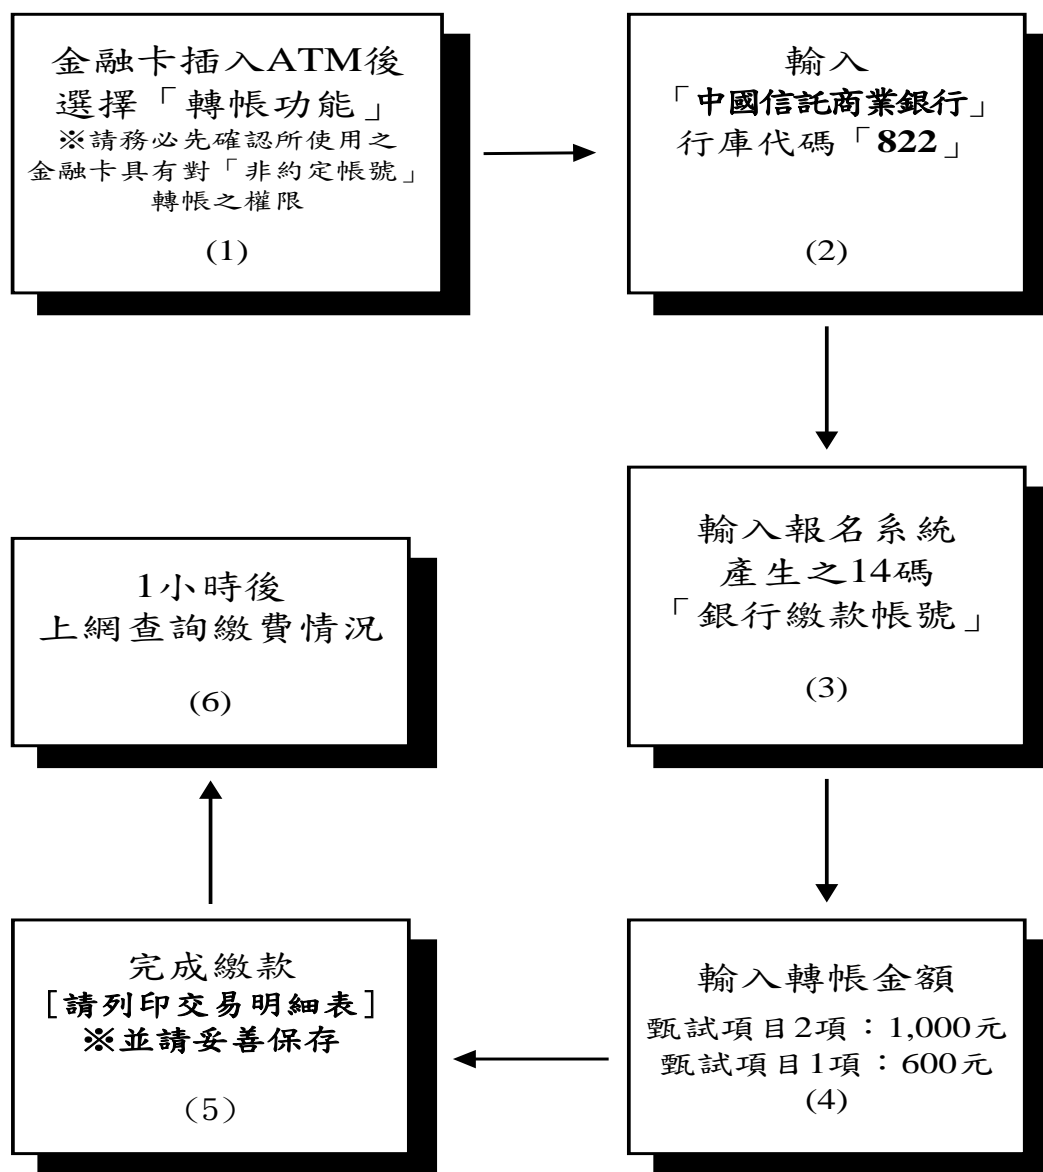 金融卡插入ATM後
選擇「轉帳功能」
※請務必先確認所使用之
金融卡具有對「非約定帳號」
轉帳之權限
(1)
輸入
「中國信託商業銀行」
行庫代碼「822」
(2)
輸入報名系統
產生之14碼
「銀行繳款帳號」
(3)
輸入轉帳金額
甄試項目2項：1,000元
甄試項目1項：600元
(4)
完成繳款
[請列印交易明細表]
※並請妥善保存
(5)
1小時後
上網查詢繳費情況
(6)